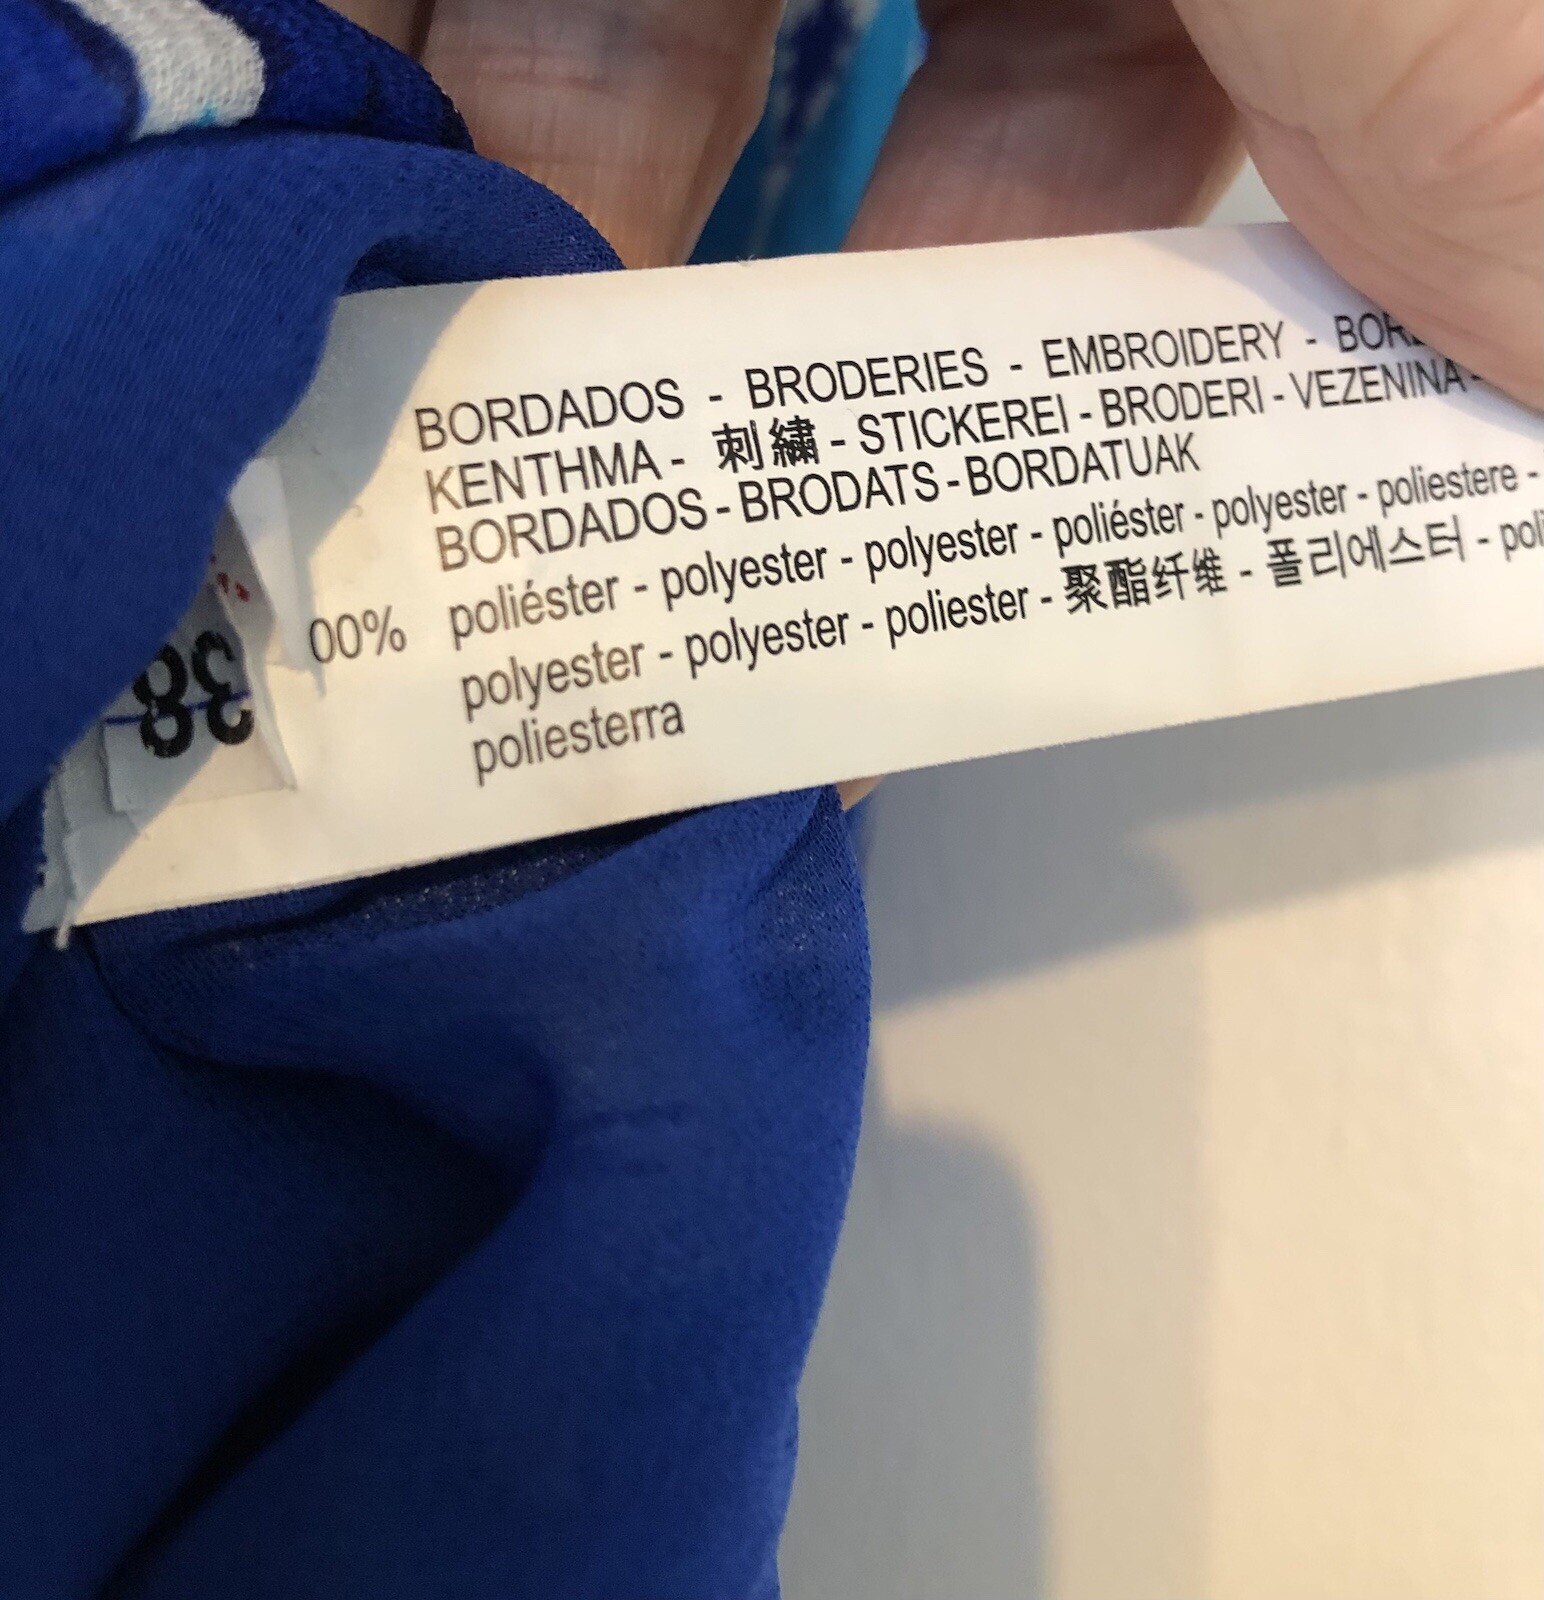 BORDADOS - BRODERIES - EMBROIDERY -
KENTHMA - 刺繡 - STICKEREI - BRODERI - VEZENINA -
BORDADOS - BRODATS - BORDATUAK
00% poliéster - polyester - polyester - poliéster - polyester - poliestere -
polyester - polyester - poliester - 聚酯纤维 - 폴리에스터 -
poliesterra
38